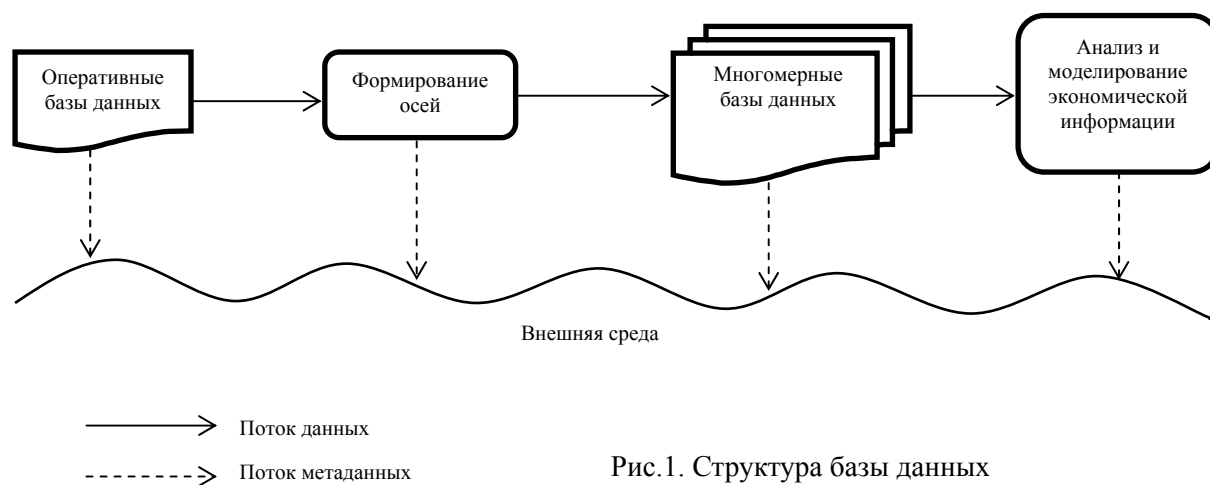 Оперативные
базы данных
Формирование
осей
Многомерные
базы данных
Анализ и
моделирование
экономической
информации
Внешняя среда
Поток данных
Поток метаданных
Рис.1. Структура базы данных